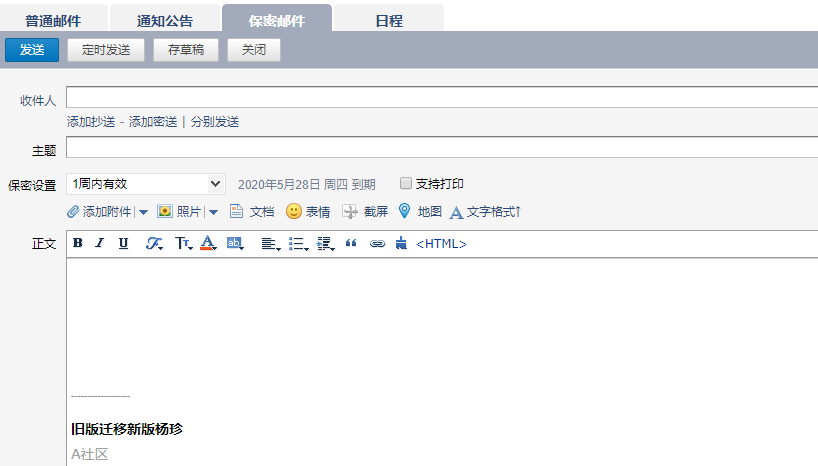 普通邮件 通知公告 保密邮件 日程
发送 定时发送 存草稿 关闭
收件人
添加抄送 - 添加密送 | 分别发送
主题
保密设置 1周内有效 2020年5月28日 周四 到期 支持打印
添加附件 | 照片 | 文档 表情 截屏 地图 文字格式↑
正文 B I U F TT A ab <HTML>
------------------
旧版迁移新版杨珍
A社区